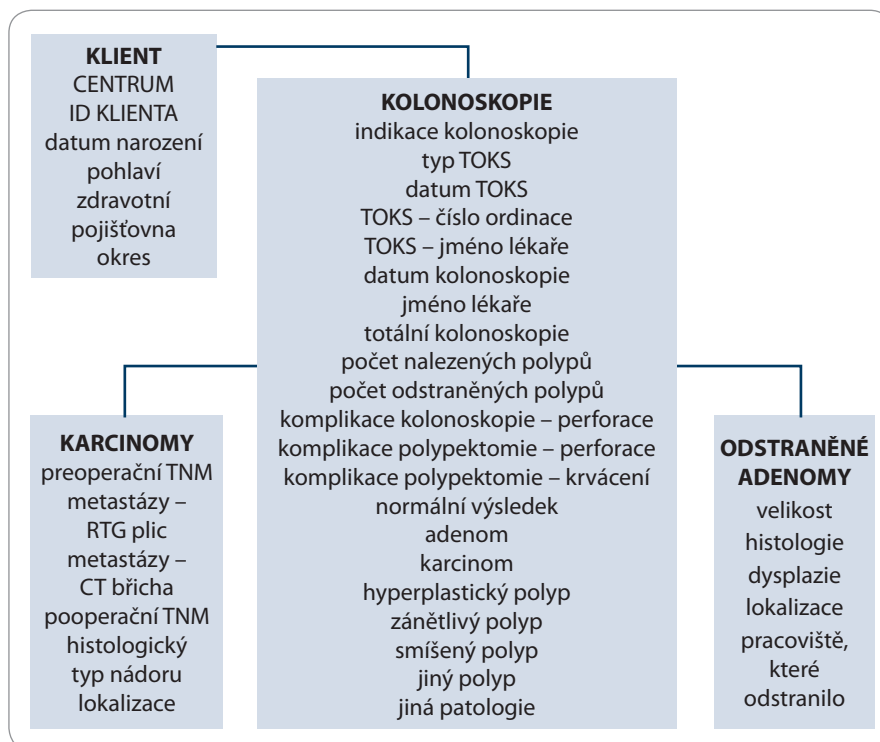 KLIENT
CENTRUM
ID KLIENTA
datum narození
pohlaví
zdravotní
pojišťovna
okres
KOLONOSKOPIE
indikace kolonoskopie
typ TOKS
datum TOKS
TOKS – číslo ordinace
TOKS – jméno lékaře
datum kolonoskopie
jméno lékaře
totální kolonoskopie
počet nalezených polypů
počet odstraněných polypů
komplikace kolonoskopie – perforace
komplikace polypektomie – perforace
komplikace polypektomie – krvácení
normální výsledek
adenom
karcinom
hyperplastický polyp
zánětlivý polyp
smíšený polyp
jiný polyp
jiná patologie
KARCINOMY
preoperační TNM
metastázy –
RTG plic
metastázy –
CT břicha
pooperační TNM
histologický
typ nádoru
lokalizace
ODSTRANĚNÉ
ADENOMY
velikost
histologie
dysplazie
lokalizace
pracoviště,
které
odstranilo